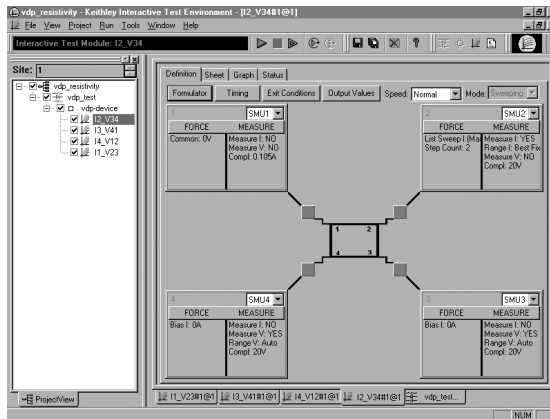 vdp_resistivity - Keithley Interactive Test Environment - [I2_V34#1@1]
File View Project Run Tools Window Help
Interactive Test Module: I2_V34
Site: 1
vdp_resistivity
vdp_test
vdp-device
I2_V34
I3_V41
I4_V12
I1_V23
ProjectView
Definition Sheet Graph Status
Formulator Timing Exit Conditions Output Values Speed: Normal Mode: Sweeping
1 SMU1
FORCE MEASURE
Common: 0V Measure I: NO
Measure V: NO
Compl: 0.105A
2 SMU2
FORCE MEASURE
List Sweep I (Ma Measure I: YES
Step Count: 2 Range I: Best Fix
Measure V: NO
Compl: 20V
1 2
4 3
4 SMU4
FORCE MEASURE
Bias I: 0A Measure I: NO
Measure V: YES
Range V: Auto
Compl: 20V
3 SMU3
FORCE MEASURE
Bias I: 0A Measure I: NO
Measure V: YES
Range V: Auto
Compl: 20V
I1_V23#1@1 I3_V41#1@1 I4_V12#1@1 I2_V34#1@1 vdp_test...
NUM